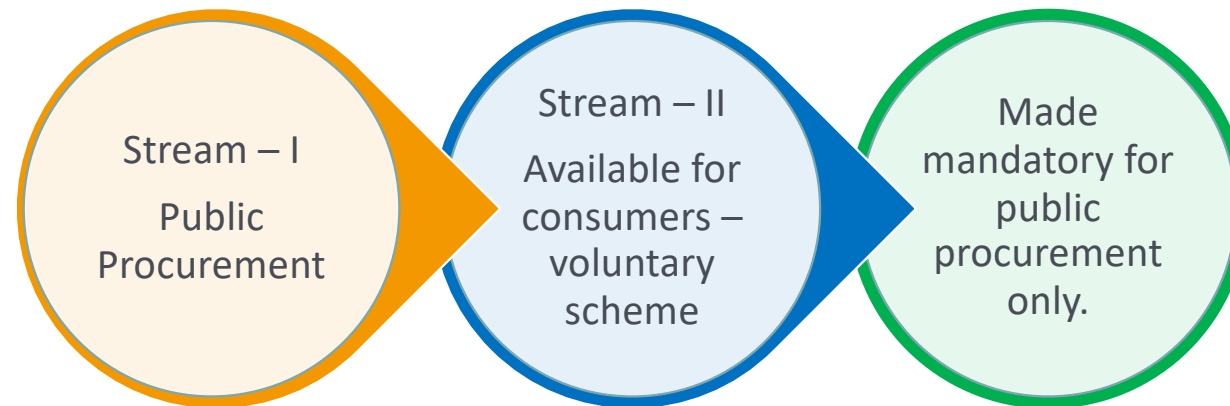 Stream – I
Public
Procurement
Stream – II
Available for
consumers –
voluntary
scheme
Made
mandatory for
public
procurement
only.